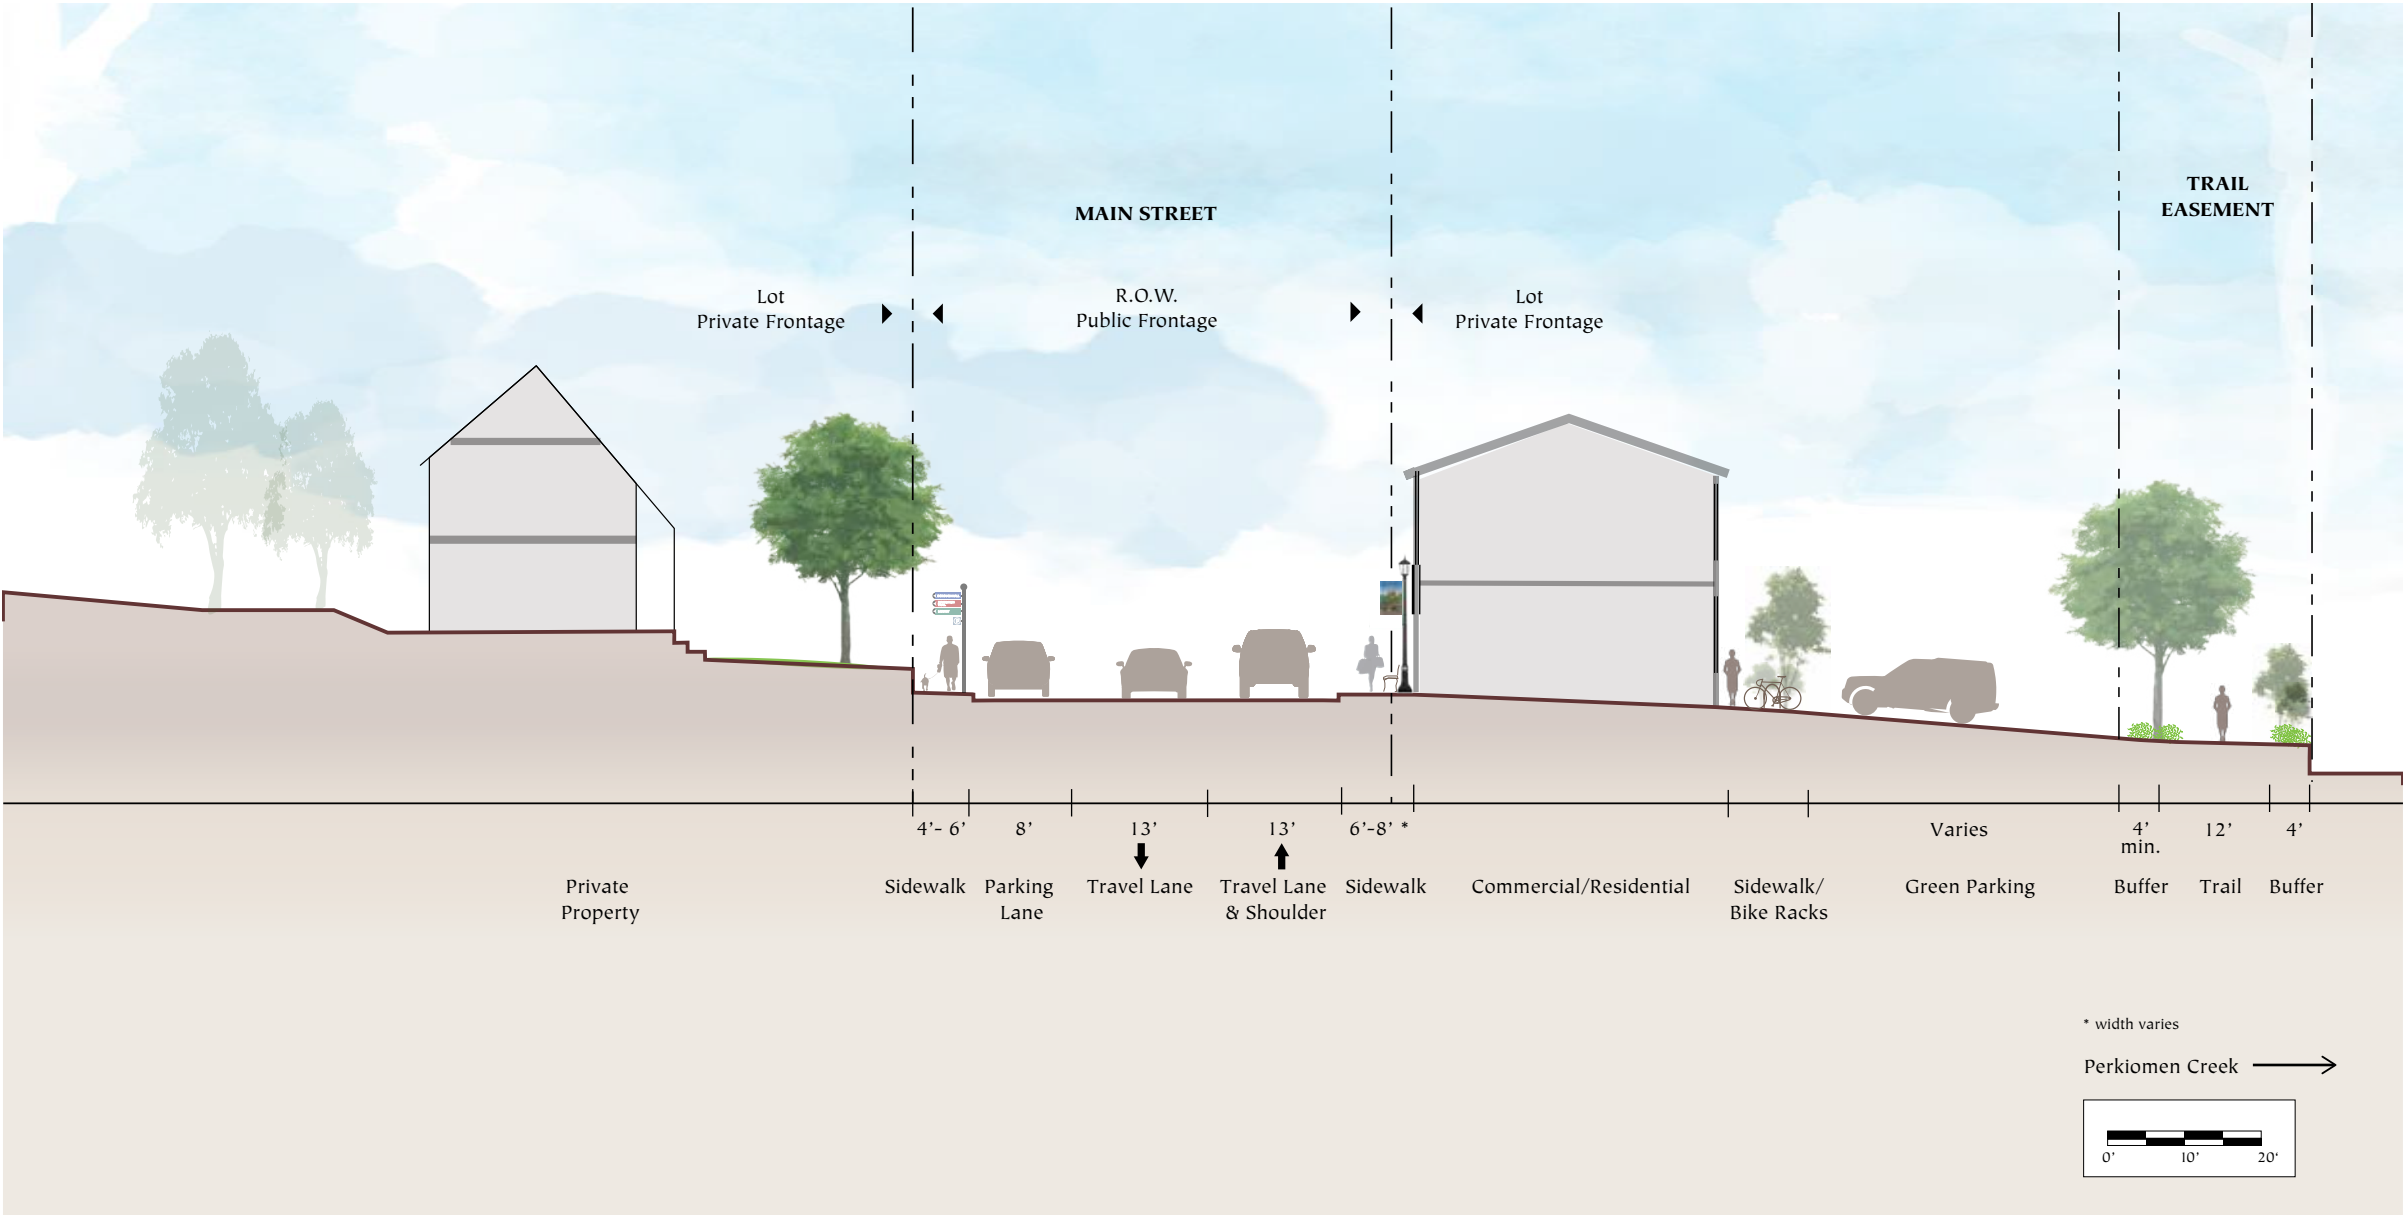 MAIN STREET
TRAIL
EASEMENT
Lot
Private Frontage
R.O.W.
Public Frontage
Lot
Private Frontage
4’- 6’
8’
13’
13’
6’-8’ *
Varies
4’
min.
12’
4’
Private
Property
Sidewalk
Parking
Lane
Travel Lane
Travel Lane
& Shoulder
Sidewalk
Commercial/Residential
Sidewalk/
Bike Racks
Green Parking
Buffer
Trail
Buffer
* width varies
Perkiomen Creek
0’ 10’ 20‘